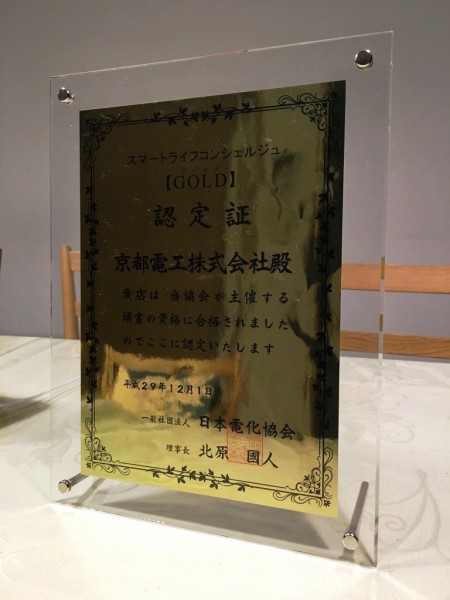 スマートライフコンシェルジュ
【GOLD】
認定証
京都電工株式会社殿
貴店は 当協会が主催する
頭書の資格に合格されました
のでここに認定いたします
平成29年12月1日
一般社団法人 日本電化協会
理事長 北原 國人